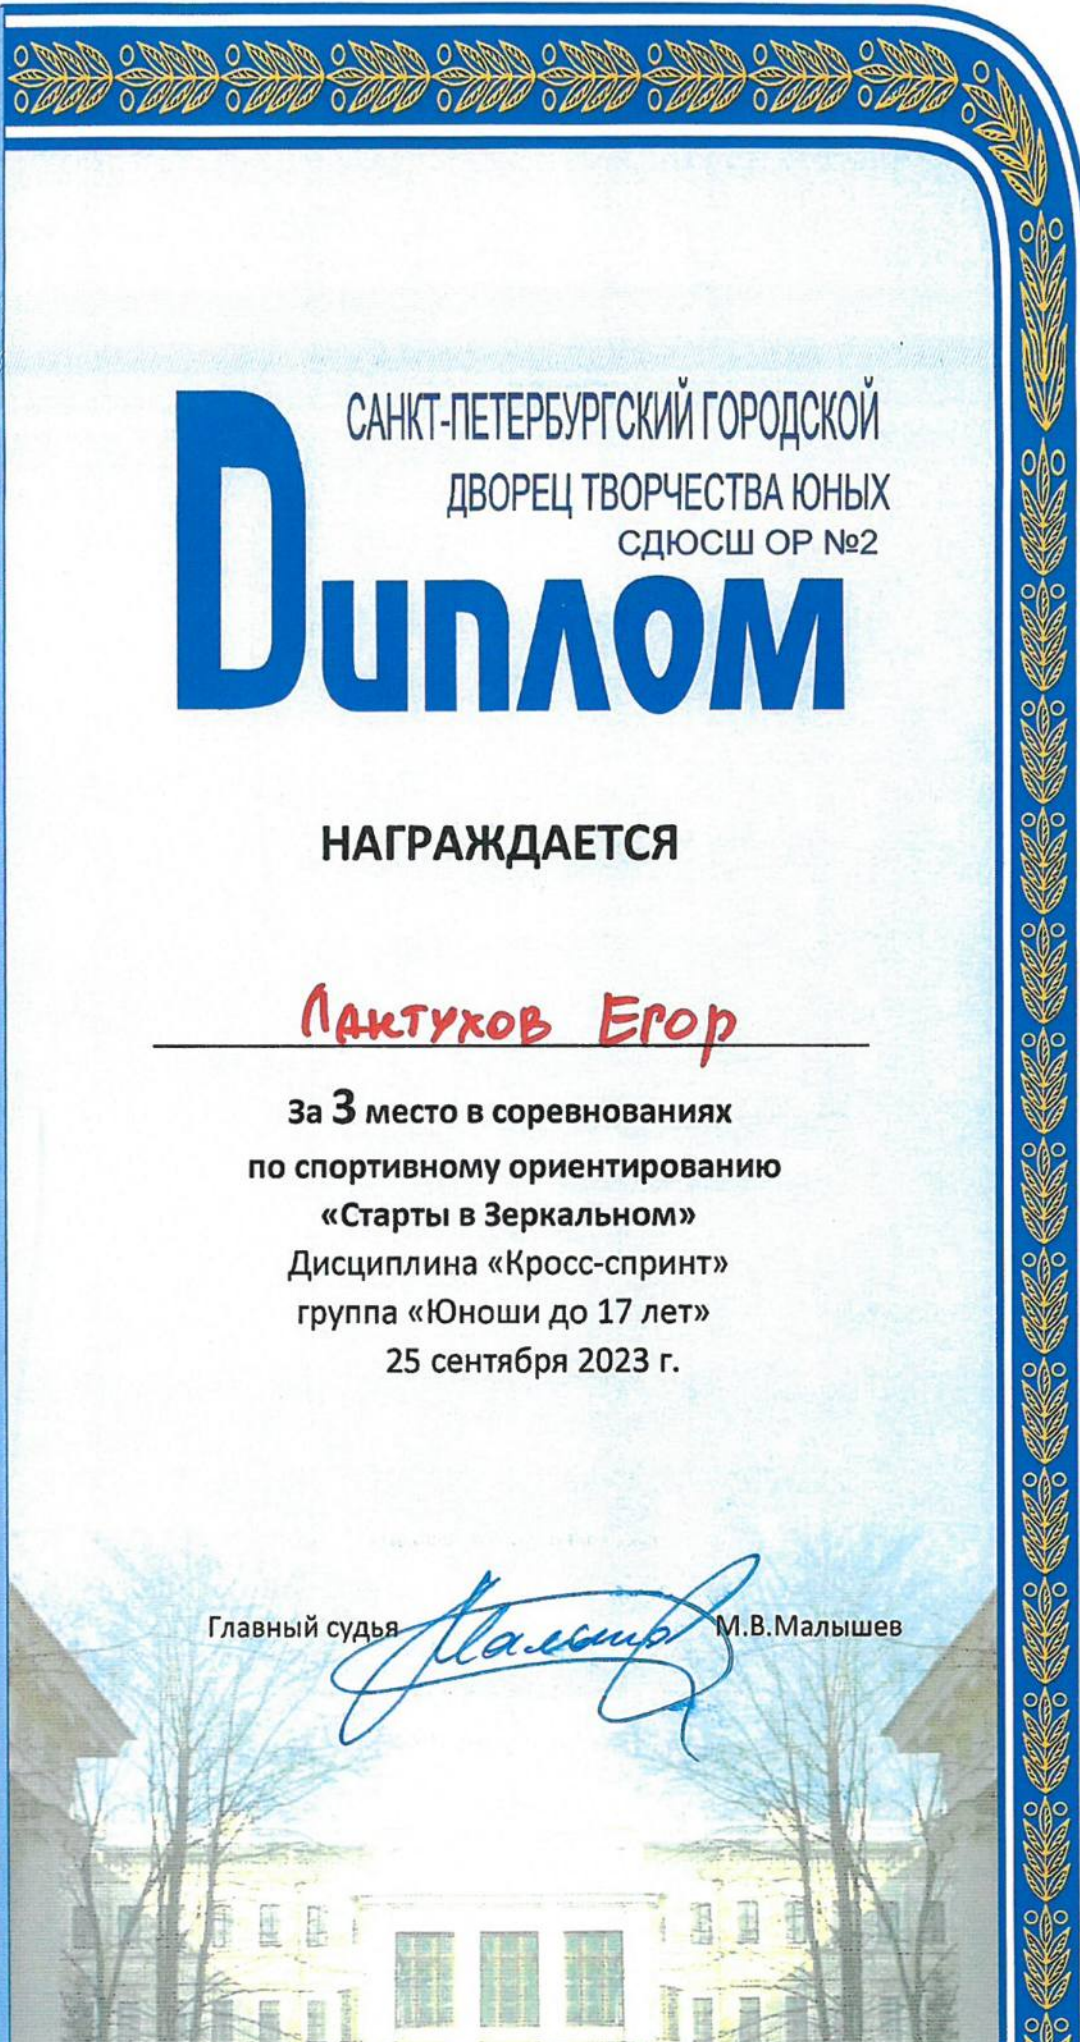 САНКТ-ПЕТЕРБУРГСКИЙ ГОРОДСКОЙ
ДВОРЕЦ ТВОРЧЕСТВА ЮНЫХ
СДЮСШ ОР №2
Dиплом
НАГРАЖДАЕТСЯ
Лактухов Егор
За 3 место в соревнованиях
по спортивному ориентированию
«Старты в Зеркальном»
Дисциплина «Кросс-спринт»
группа «Юноши до 17 лет»
25 сентября 2023 г.
Главный судья М.В.Малышев